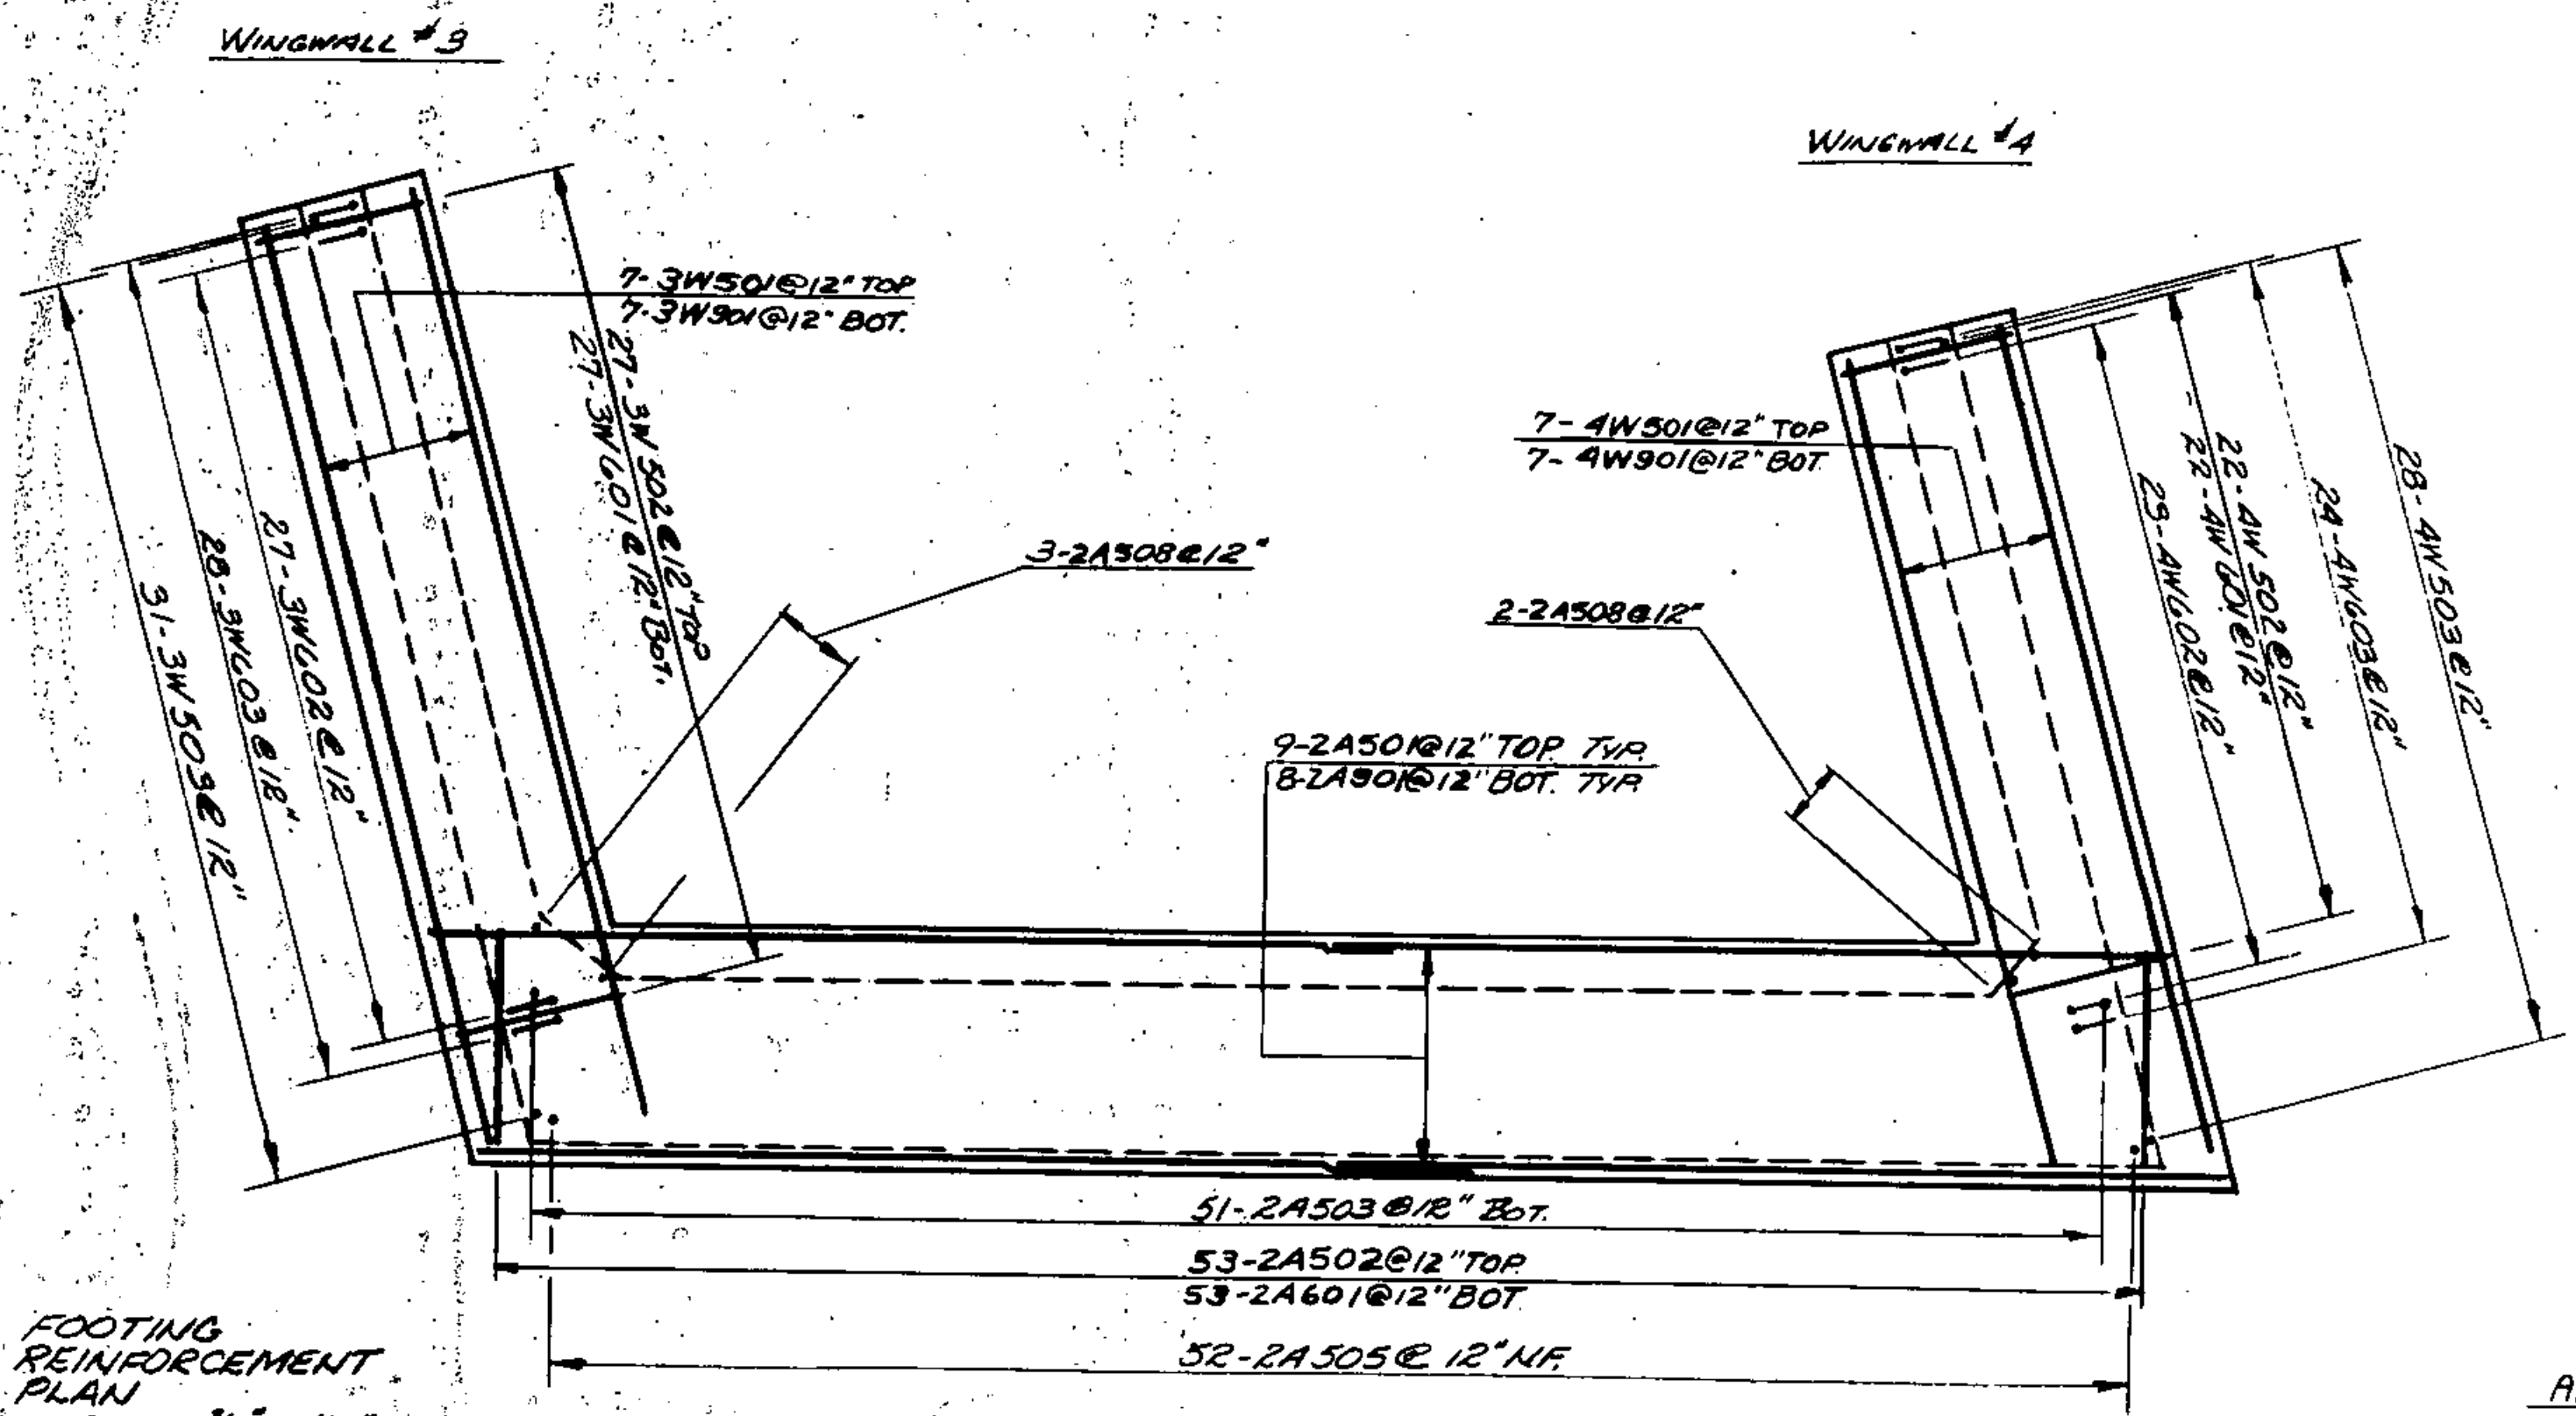 WINGWALL #3
WINGWALL #4
7-3W501@12" TOP
7-3W901@12" BOT.
27-3W502@12" TOP
27-3W601@12" BOT.
31-3W503@12"
28-3W603@12"
27-3W602@12"
3-2A508@12"
7-4W501@12" TOP
7-4W901@12" BOT.
2-2A508@12"
23-4W602@12"
22-4W502@12"
22-4W601@12"
24-4W603@12"
28-4W503@12"
9-2A501@12" TOP. TYP.
8-2A901@12" BOT. TYP.
51-2A503@12" BOT.
53-2A502@12" TOP
53-2A601@12" BOT
52-2A505@12" NF.
FOOTING
REINFORCEMENT
PLAN